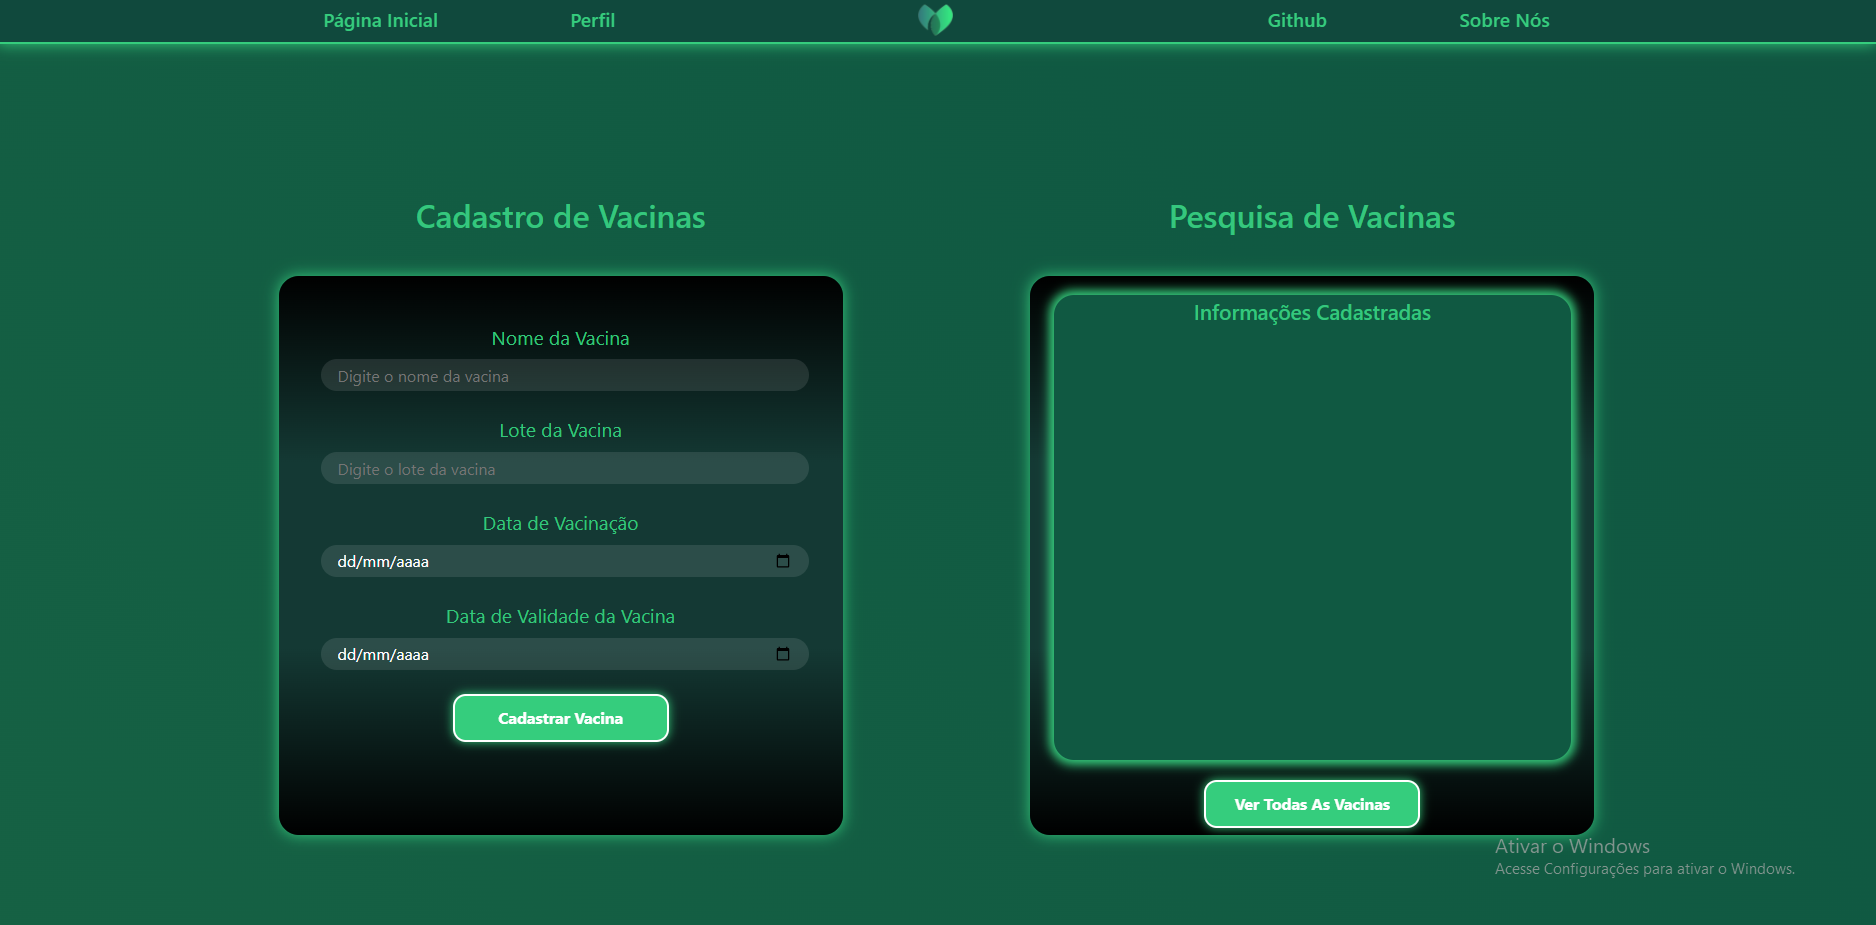 Página Inicial
Perfil
Github
Sobre Nós
Cadastro de Vacinas
Nome da Vacina
Digite o nome da vacina
Lote da Vacina
Digite o lote da vacina
Data de Vacinação
dd/mm/aaaa
Data de Validade da Vacina
dd/mm/aaaa
Cadastrar Vacina
Pesquisa de Vacinas
Informações Cadastradas
Ver Todas As Vacinas
Ativar o Windows
Acesse Configurações para ativar o Windows.